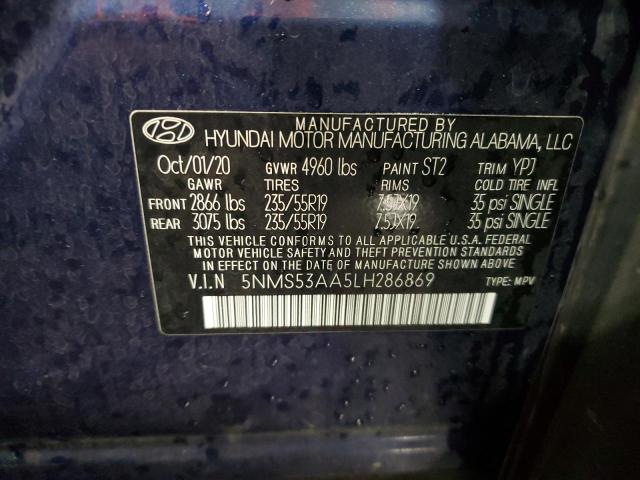 MANUFACTURED BY
HYUNDAI MOTOR MANUFACTURING ALABAMA, LLC
Oct/01/20 GVWR 4960 lbs PAINT ST2 TRIM YPJ
GAWR TIRES RIMS COLD TIRE INFL
FRONT 2866 lbs 235/55R19 7.5JX19 35 psi SINGLE
REAR 3075 lbs 235/55R19 7.5JX19 35 psi SINGLE
THIS VEHICLE CONFORMS TO ALL APPLICABLE U.S.A. FEDERAL
MOTOR VEHICLE SAFETY AND THEFT PREVENTION STANDARDS
IN EFFECT ON THE DATE OF MANUFACTURE SHOWN ABOVE
V.I.N 5NMS53AA5LH286869 TYPE: MPV